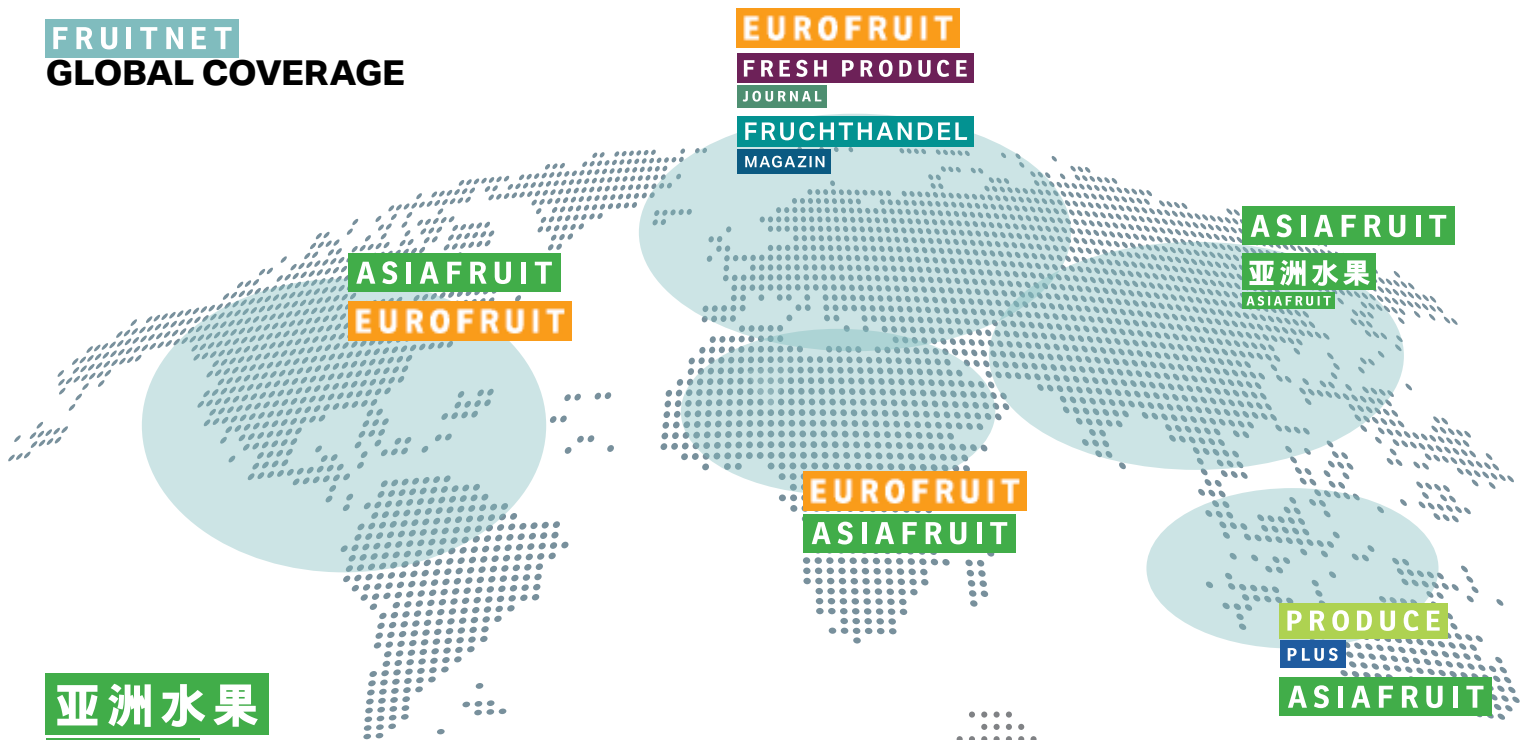 FRUITNET
GLOBAL COVERAGE
EUROFRUIT
FRESH PRODUCE
JOURNAL
FRUCHTHANDEL
MAGAZIN
ASIAFRUIT
亚洲水果
ASIAFRUIT
ASIAFRUIT
EUROFRUIT
EUROFRUIT
ASIAFRUIT
PRODUCE
PLUS
ASIAFRUIT
亚洲水果